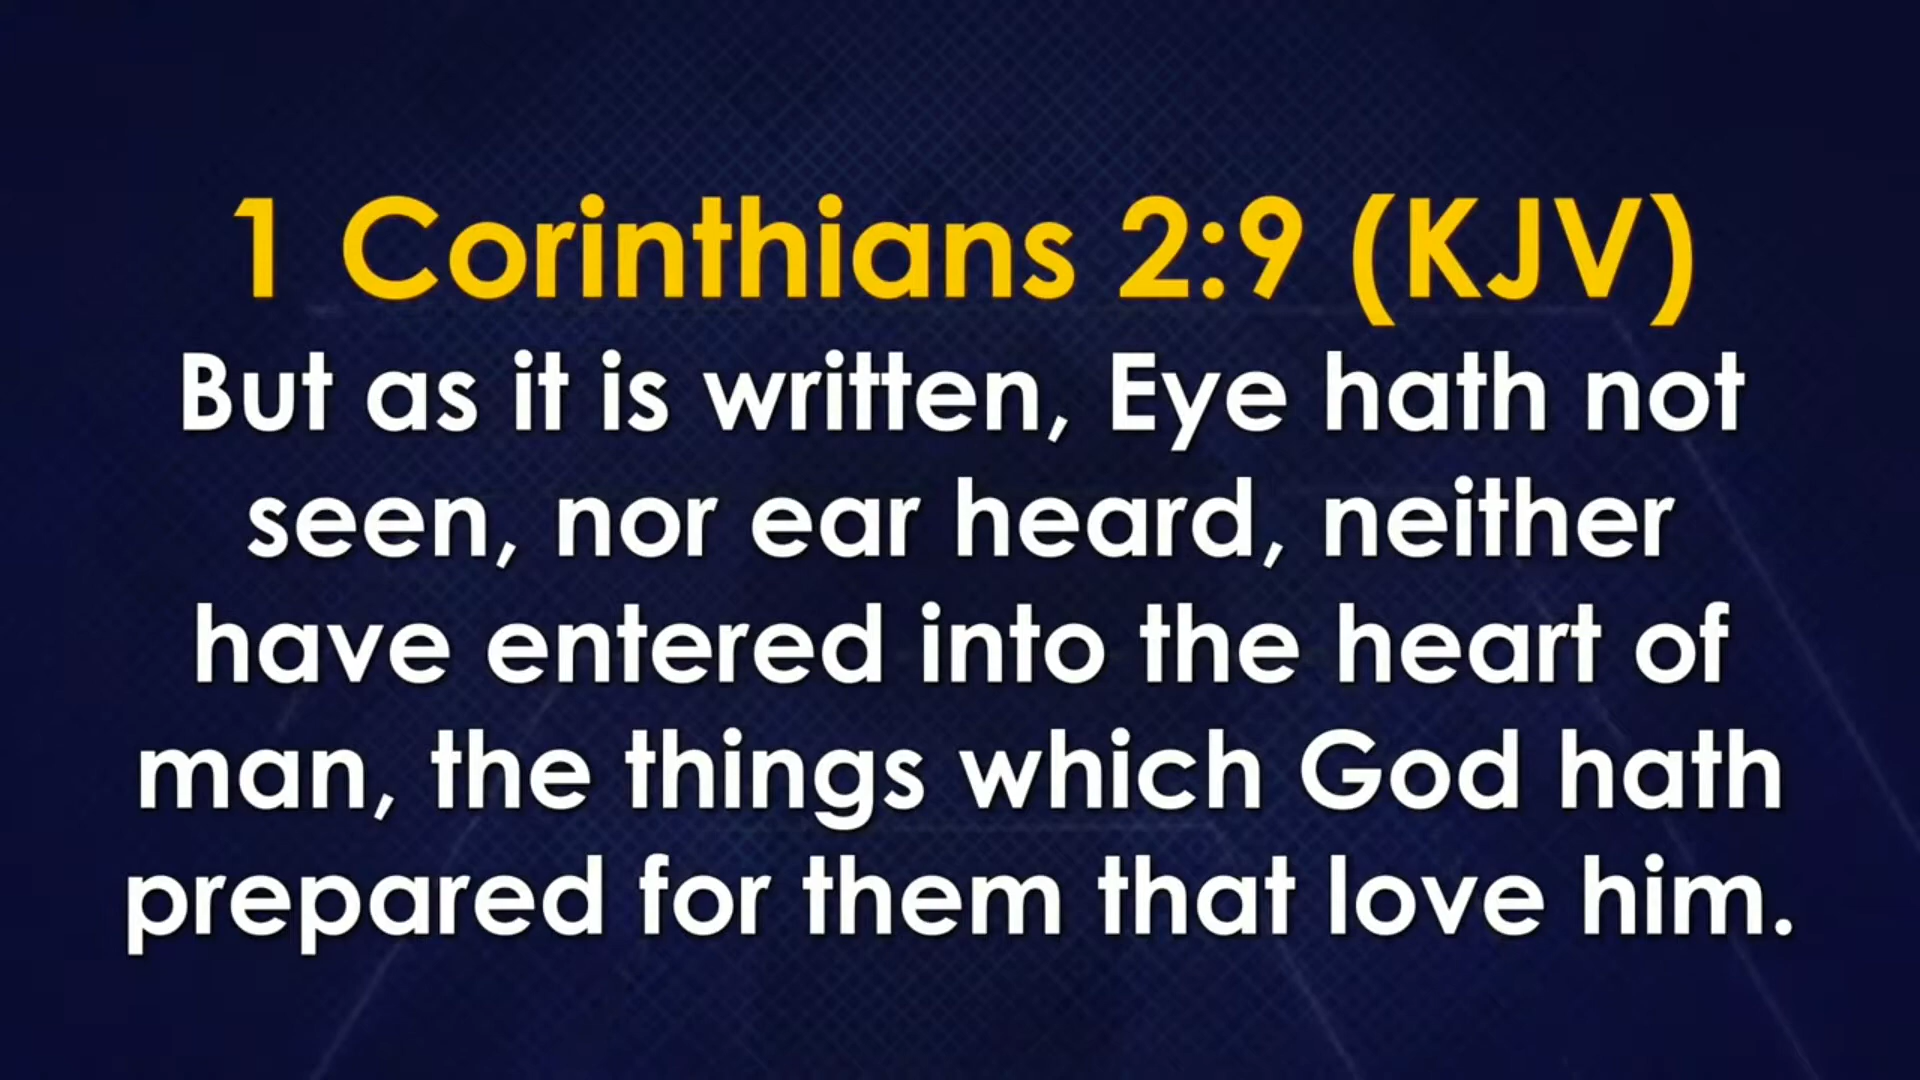 1 Corinthians 2:9 (KJV)
But as it is written, Eye hath not
seen, nor ear heard, neither
have entered into the heart of
man, the things which God hath
prepared for them that love him.